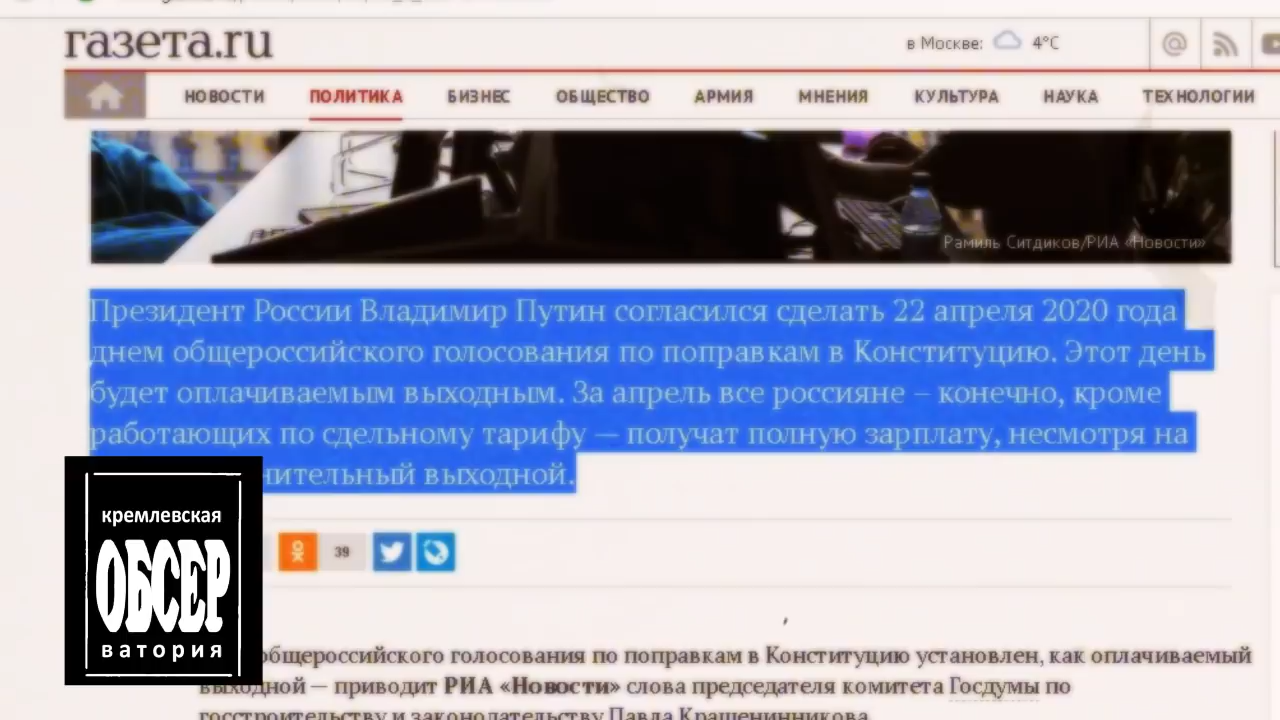 газета.ru
в Москве: 4°C
НОВОСТИ ПОЛИТИКА БИЗНЕС ОБЩЕСТВО АРМИЯ МНЕНИЯ КУЛЬТУРА НАУКА ТЕХНОЛОГИИ
Рамиль Ситдиков/РИА «Новости»
Президент России Владимир Путин согласился сделать 22 апреля 2020 года
днем общероссийского голосования по поправкам в Конституцию. Этот день
будет оплачиваемым выходным. За апрель все россияне – конечно, кроме
работающих по сдельному тарифу — получат полную зарплату, несмотря на
нительный выходной.
39
кремлевская
ОБСЕР
ватория
общероссийского голосования по поправкам в Конституцию установлен, как оплачиваемый
выходной — приводит РИА «Новости» слова председателя комитета Госдумы по
госстроительству и законодательству Павла Крашенинникова.